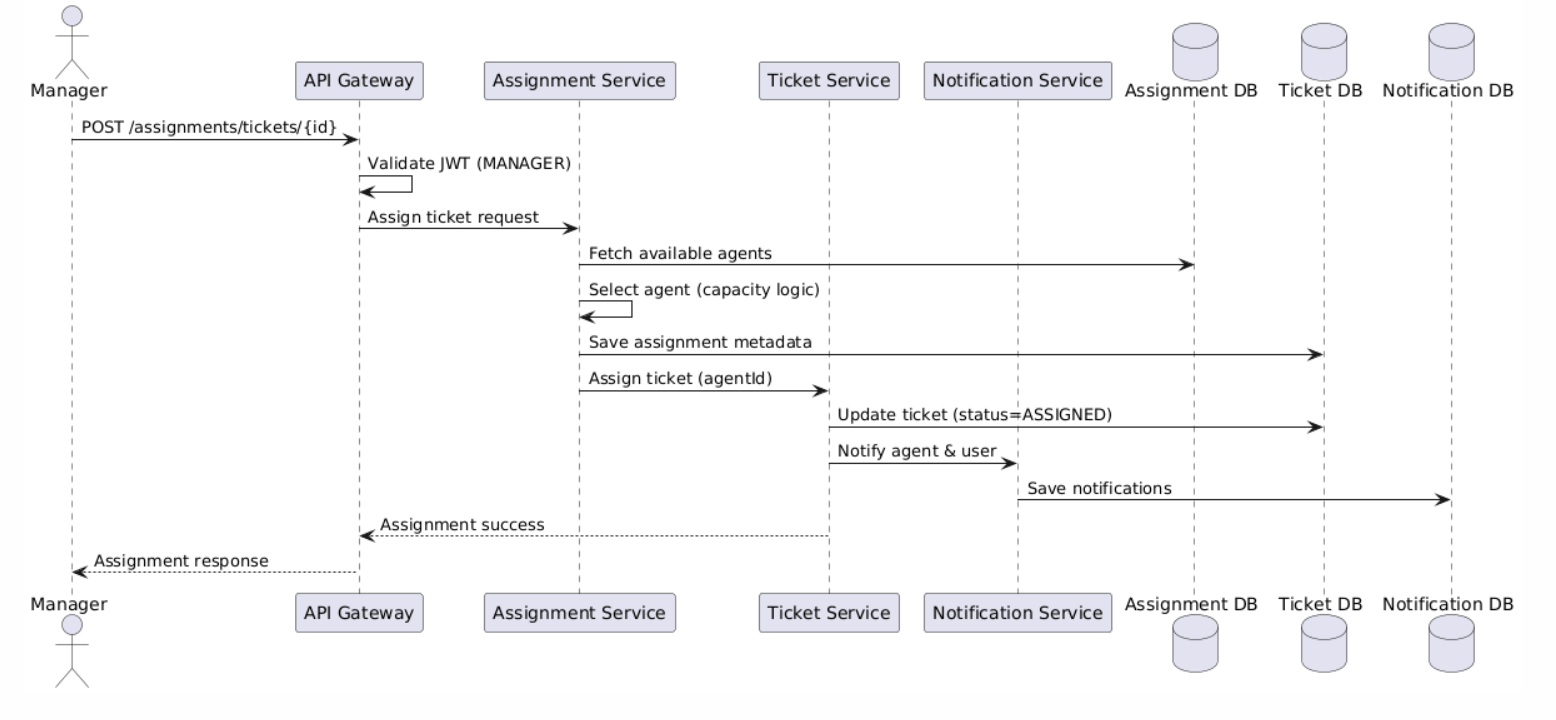 Manager
API Gateway
Assignment Service
Ticket Service
Notification Service
Assignment DB
Ticket DB
Notification DB
POST /assignments/tickets/{id}
Validate JWT (MANAGER)
Assign ticket request
Fetch available agents
Select agent (capacity logic)
Save assignment metadata
Assign ticket (agentId)
Update ticket (status=ASSIGNED)
Notify agent & user
Save notifications
Assignment success
Assignment response
Manager
API Gateway
Assignment Service
Ticket Service
Notification Service
Assignment DB
Ticket DB
Notification DB